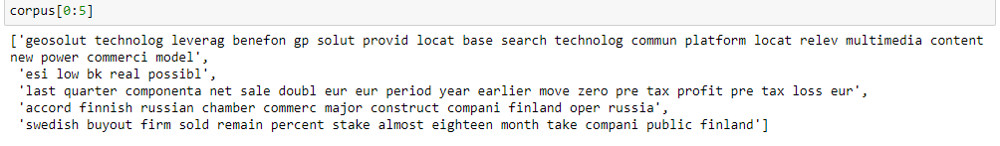 corpus[0:5]
['geosolut technolog leverag benefon gp solut provid locat base search technolog commun platform locat relev multimedia content
new power commerci model',
'esi low bk real possibl',
'last quarter componenta net sale doubl eur eur period year earlier move zero pre tax profit pre tax loss eur',
'accord finnish russian chamber commerc major construct compani finland oper russia',
'swedish buyout firm sold remain percent stake almost eighteen month take compani public finland']